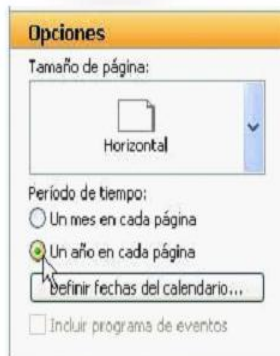 Opciones
Tamaño de página:
Horizontal
Período de tiempo:
Un mes en cada página
Un año en cada página
Definir fechas del calendario...
Incluir programa de eventos